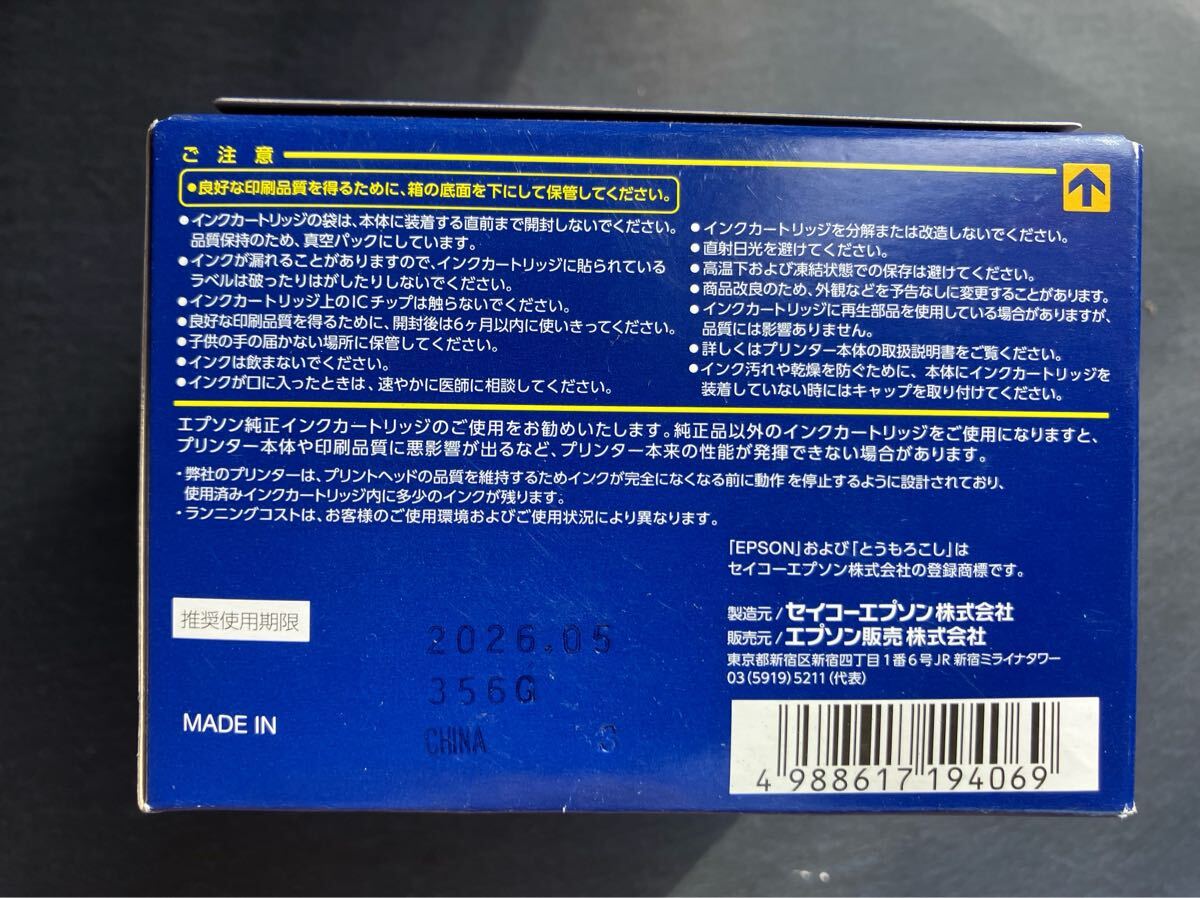 ご注意
●良好な印刷品質を得るために、箱の底面を下にして保管してください。
●インクカートリッジの袋は、本体に装着する直前まで開封しないでください。
品質保持のため、真空パックにしています。
●インクが漏れることがありますので、インクカートリッジに貼られている
ラベルは破ったりはがしたりしないでください。
●インクカートリッジ上のICチップは触らないでください。
●良好な印刷品質を得るために、開封後は6ヶ月以内に使いきってください。
●子供の手の届かない場所に保管してください。
●インクは飲まないでください。
●インクが口に入ったときは、速やかに医師に相談してください。
●インクカートリッジを分解または改造しないでください。
●直射日光を避けてください。
●高温下および凍結状態での保存は避けてください。
●商品改良のため、外観などを予告なしに変更することがあります。
●インクカートリッジに再生部品を使用している場合がありますが、
品質には影響ありません。
●詳しくはプリンター本体の取扱説明書をご覧ください。
●インク汚れや乾燥を防ぐために、本体にインクカートリッジを
装着していない時にはキャップを取り付けてください。
エプソン純正インクカートリッジのご使用をお勧めいたします。純正品以外のインクカートリッジをご使用になりますと、
プリンター本体や印刷品質に悪影響が出るなど、プリンター本来の性能が発揮できない場合があります。
・弊社のプリンターは、プリントヘッドの品質を維持するためインクが完全になくなる前に動作を停止するように設計されており、
使用済みインクカートリッジ内に多少のインクが残ります。
・ランニングコストは、お客様のご使用環境およびご使用状況により異なります。
「EPSON」および「とうもろこし」は
セイコーエプソン株式会社の登録商標です。
製造元/セイコーエプソン株式会社
販売元/エプソン販売株式会社
東京都新宿区新宿四丁目1番6号JR新宿ミライナタワー
03(5919)5211(代表)
推奨使用期限
2026.05
356G
MADE IN
CHINA 3
4 988617 194069